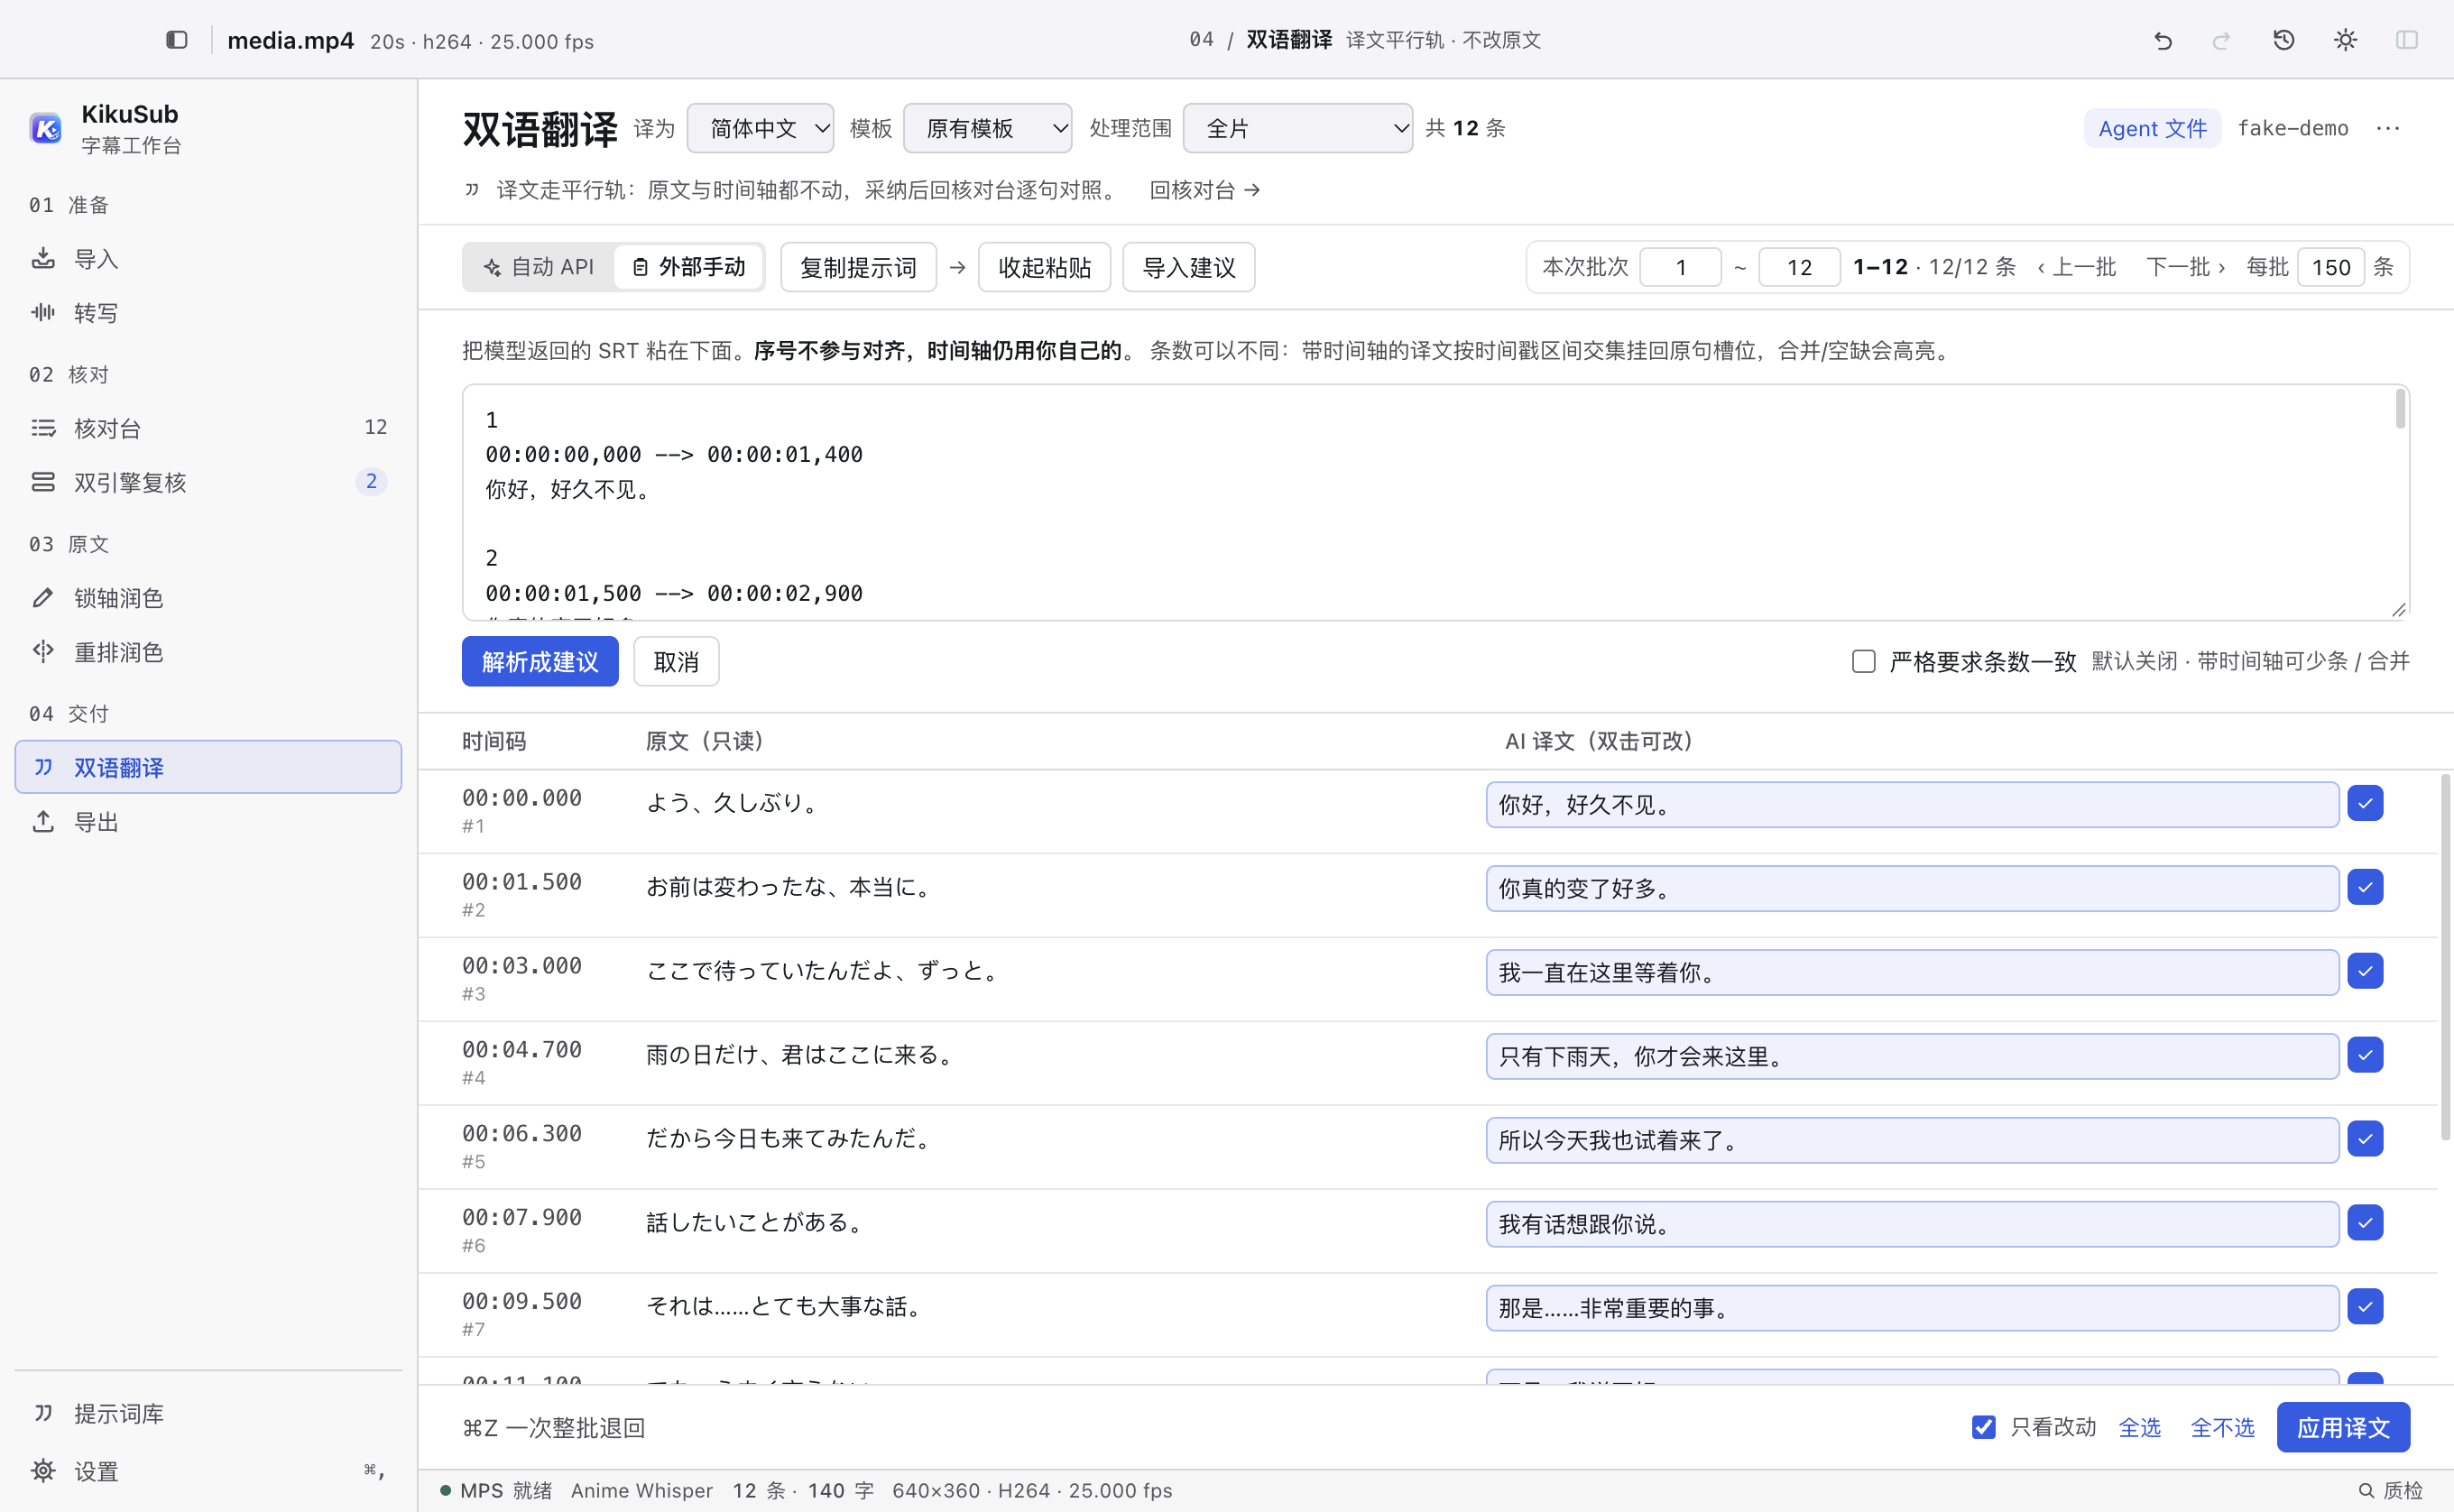 media.mp4 20s · h264 · 25.000 fps
04 / 双语翻译 译文平行轨 · 不改原文
KikuSub
字幕工作台
01 准备
导入
转写
02 核对
核对台 12
双引擎复核 2
03 原文
锁轴润色
重排润色
04 交付
双语翻译
导出
提示词库
设置 ⌘,
双语翻译 译为 简体中文 模板 原有模板 处理范围 全片 共 12 条
Agent 文件 fake-demo ···
译文走平行轨：原文与时间轴都不动，采纳后回核对台逐句对照。 回核对台 →
自动 API 外部手动 复制提示词 → 收起粘贴 导入建议
本次批次 1 ~ 12 1–12 · 12/12 条 ‹ 上一批 下一批 › 每批 150 条
把模型返回的 SRT 粘在下面。序号不参与对齐，时间轴仍用你自己的。 条数可以不同：带时间轴的译文按时间戳区间交集挂回原句槽位，合并/空缺会高亮。
1
00:00:00,000 --> 00:00:01,400
你好，好久不见。
2
00:00:01,500 --> 00:00:02,900
解析成建议 取消
严格要求条数一致 默认关闭 · 带时间轴可少条 / 合并
时间码 原文（只读） AI 译文（双击可改）
00:00.000 よう、久しぶり。 你好，好久不见。
#1
00:01.500 お前は変わったな、本当に。 你真的变了好多。
#2
00:03.000 ここで待っていたんだよ、ずっと。 我一直在这里等着你。
#3
00:04.700 雨の日だけ、君はここに来る。 只有下雨天，你才会来这里。
#4
00:06.300 だから今日も来てみたんだ。 所以今天我也试着来了。
#5
00:07.900 話したいことがある。 我有话想跟你说。
#6
00:09.500 それは……とても大事な話。 那是……非常重要的事。
#7
⌘Z 一次整批退回
只看改动 全选 全不选 应用译文
MPS 就绪 Anime Whisper 12 条 · 140 字 640×360 · H264 · 25.000 fps
质检